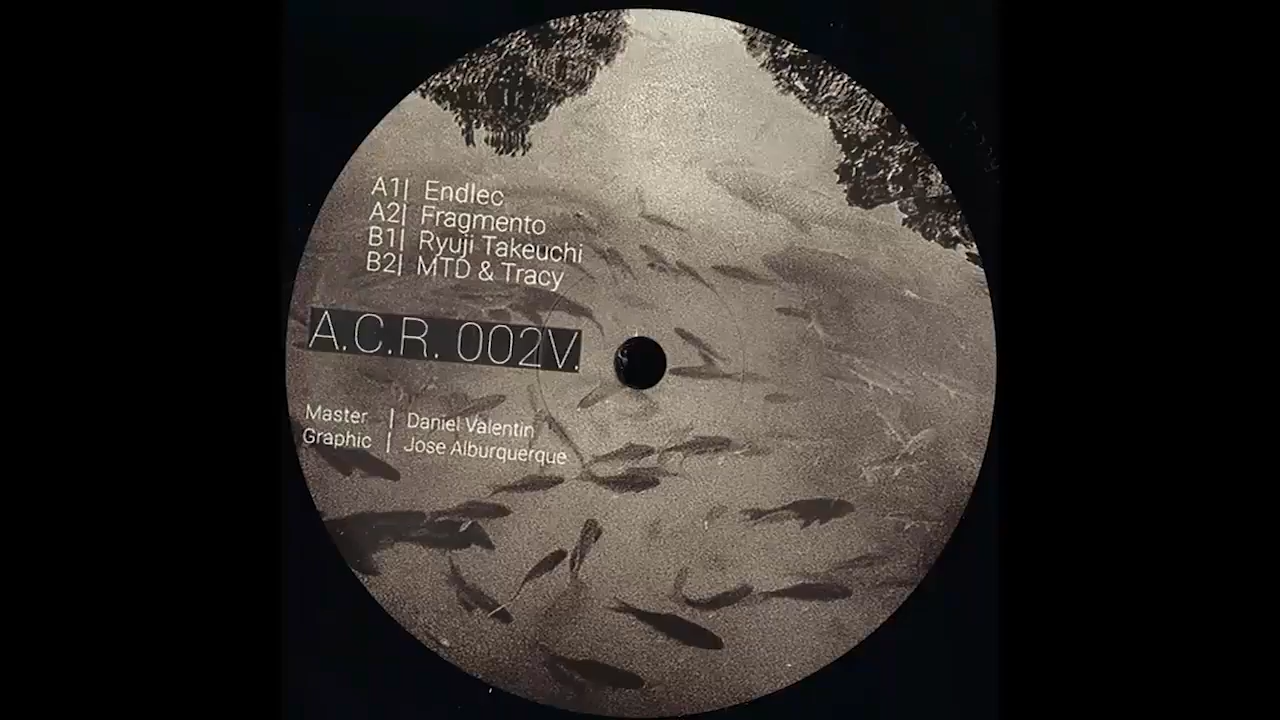 A1| Endlec
A2| Fragmento
B1| Ryuji Takeuchi
B2| MTD & Tracy
A.C.R. 002V.
Master | Daniel Valentin
Graphic | Jose Alburquerque